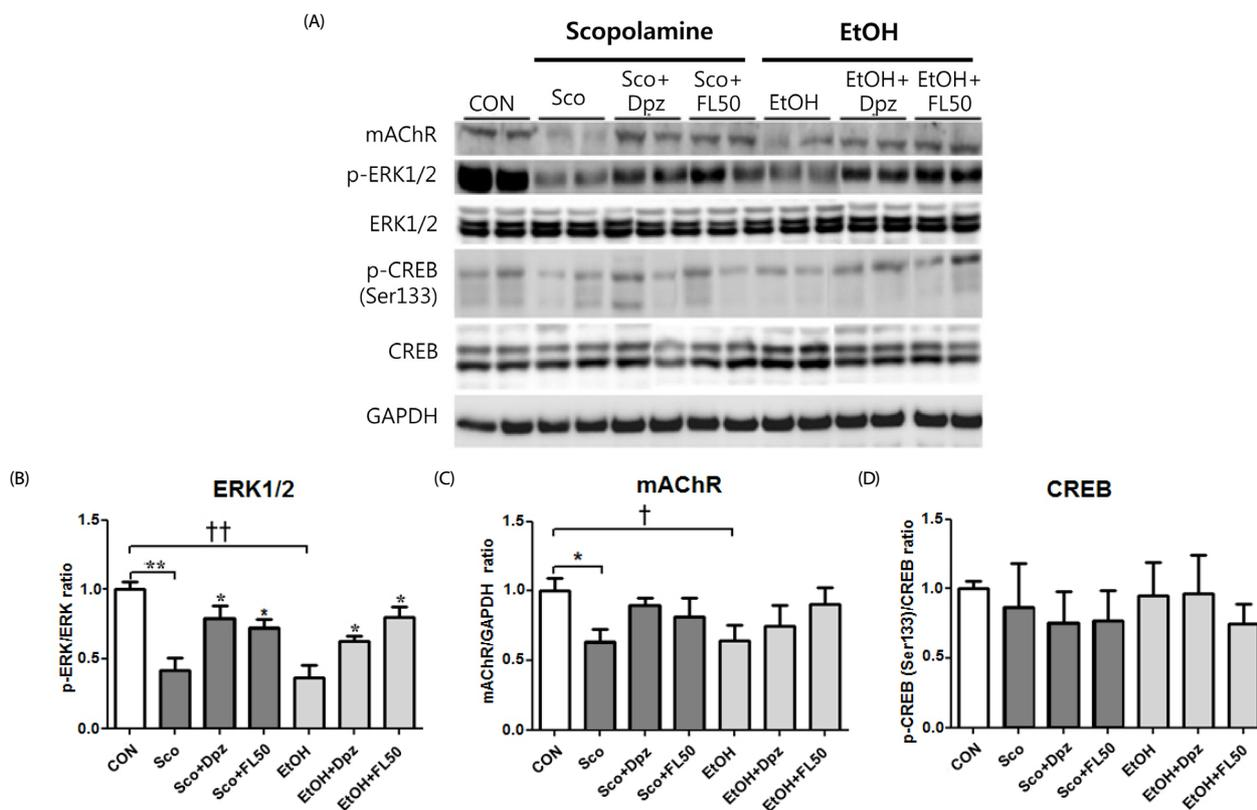 (A)
Scopolamine EtOH
CON Sco Sco+ Dpz Sco+ FL50 EtOH EtOH+ Dpz EtOH+ FL50
mAChR
p-ERK1/2
ERK1/2
p-CREB
(Ser133)
CREB
GAPDH
(B)
ERK1/2
p-ERK/ERK ratio
1.5
1.0
0.5
0.0
††
**
*
*
*
*
CON Sco Sco+Dpz Sco+FL50 EtOH EtOH+Dpz EtOH+FL50
(C)
mAChR
mAChR/GAPDH ratio
1.5
1.0
0.5
0.0
†
*
CON Sco Sco+Dpz Sco+FL50 EtOH EtOH+Dpz EtOH+FL50
(D)
CREB
p-CREB (Ser133)/CREB ratio
1.5
1.0
0.5
0.0
CON Sco Sco+Dpz Sco+FL50 EtOH EtOH+Dpz EtOH+FL50